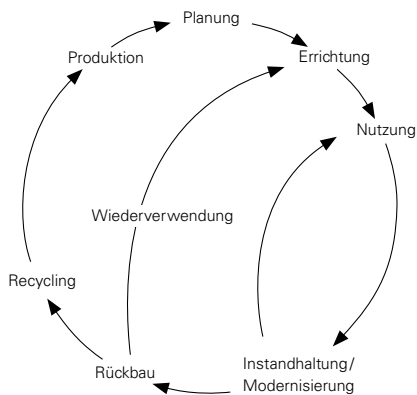 Planung
Produktion
Errichtung
Nutzung
Wiederverwendung
Recycling
Rückbau
Instandhaltung/
Modernisierung